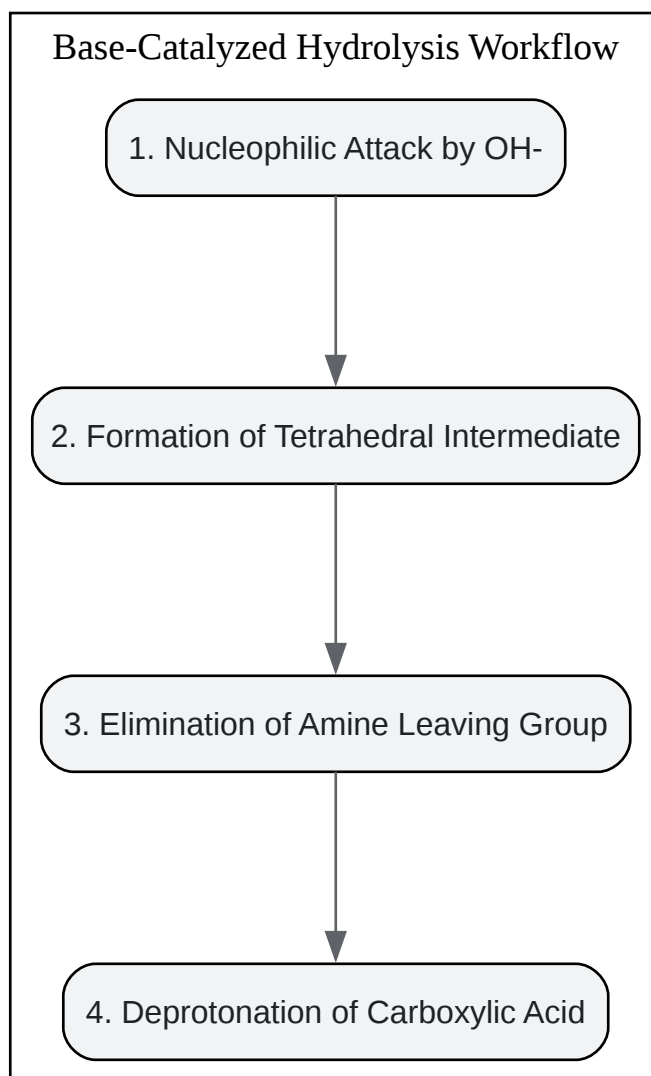 Base-Catalyzed Hydrolysis Workflow
1. Nucleophilic Attack by OH-
2. Formation of Tetrahedral Intermediate
3. Elimination of Amine Leaving Group
4. Deprotonation of Carboxylic Acid